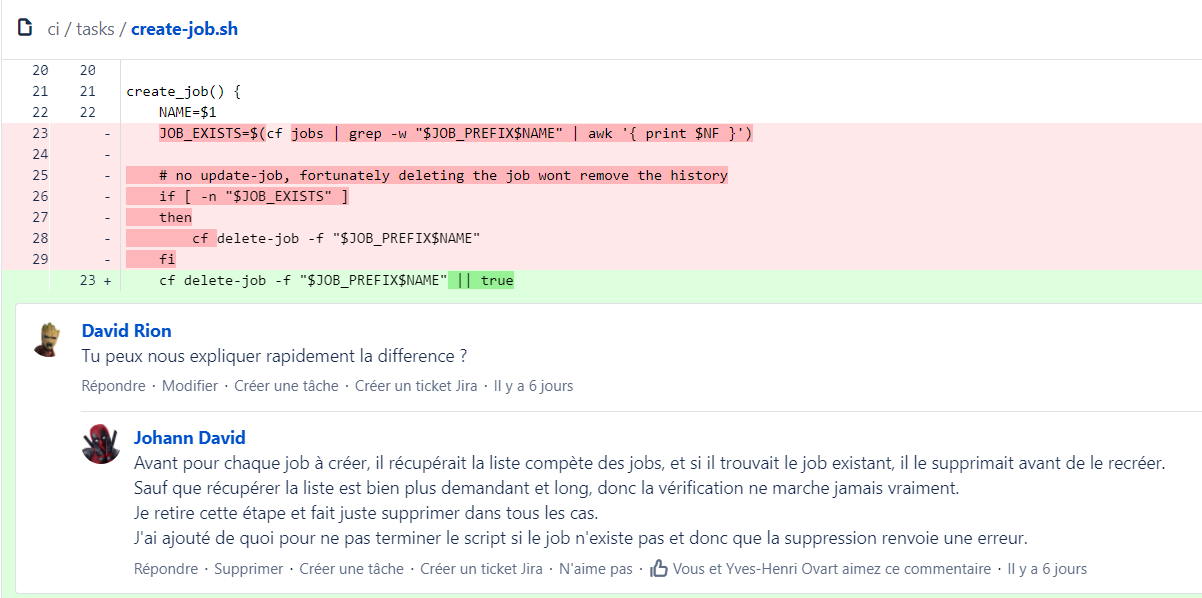 ci / tasks / create-job.sh
20 20
21 21 create_job() {
22 22 NAME=$1
23 - JOB_EXISTS=$(cf jobs | grep -w "$JOB_PREFIX$NAME" | awk '{ print $NF }')
24 -
25 - # no update-job, fortunately deleting the job wont remove the history
26 - if [ -n "$JOB_EXISTS" ]
27 - then
28 - cf delete-job -f "$JOB_PREFIX$NAME"
29 - fi
23 + cf delete-job -f "$JOB_PREFIX$NAME" || true
David Rion
Tu peux nous expliquer rapidement la difference ?
Répondre · Modifier · Créer une tâche · Créer un ticket Jira · Il y a 6 jours
Johann David
Avant pour chaque job à créer, il récupérait la liste compète des jobs, et si il trouvait le job existant, il le supprimait avant de le recréer.
Sauf que récupérer la liste est bien plus demandant et long, donc la vérification ne marche jamais vraiment.
Je retire cette étape et fait juste supprimer dans tous les cas.
J'ai ajouté de quoi pour ne pas terminer le script si le job n'existe pas et donc que la suppression renvoie une erreur.
Répondre · Supprimer · Créer une tâche · Créer un ticket Jira · N'aime pas · Vous et Yves-Henri Ovart aimez ce commentaire · Il y a 6 jours